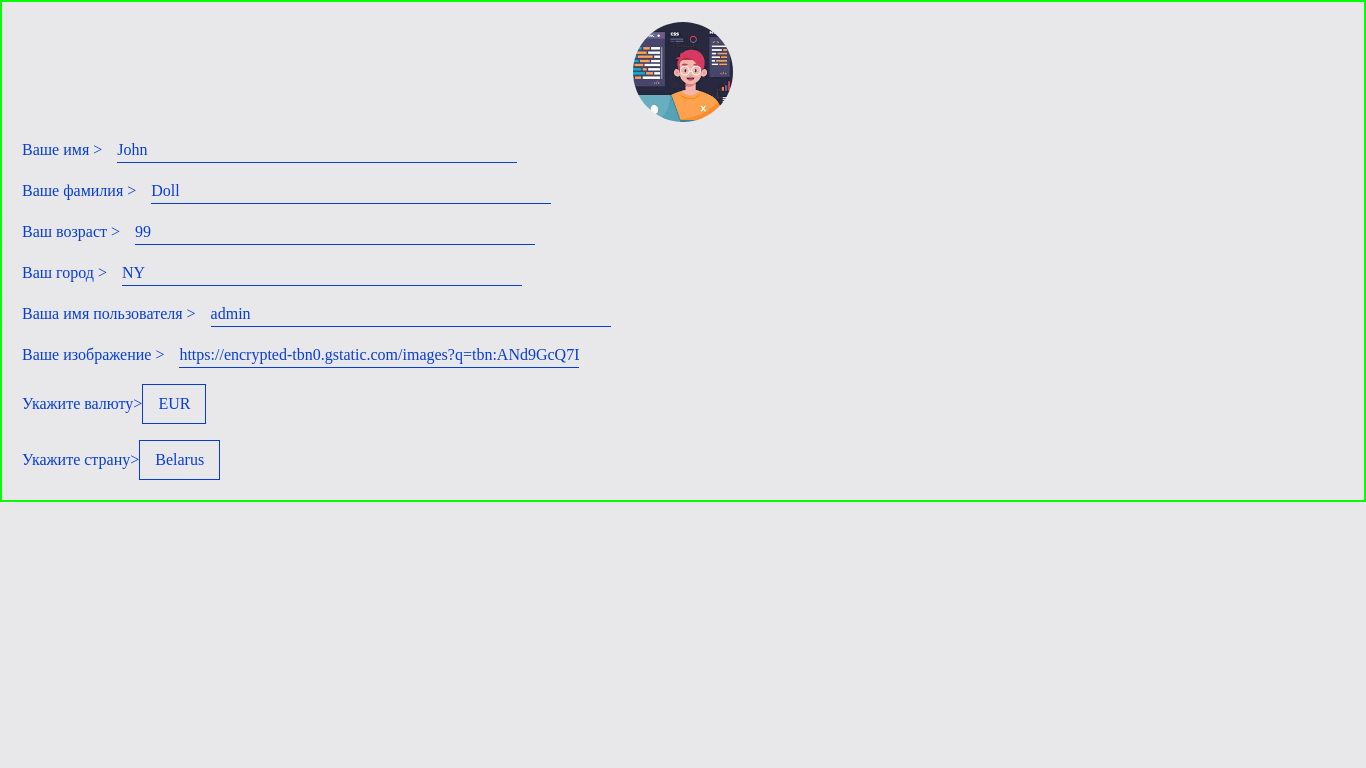 css
Ваше имя > John
Ваше фамилия > Doll
Ваш возраст > 99
Ваш город > NY
Ваша имя пользователя > admin
Ваше изображение > https://encrypted-tbn0.gstatic.com/images?q=tbn:ANd9GcQ7I
Укажите валюту> EUR
Укажите страну> Belarus